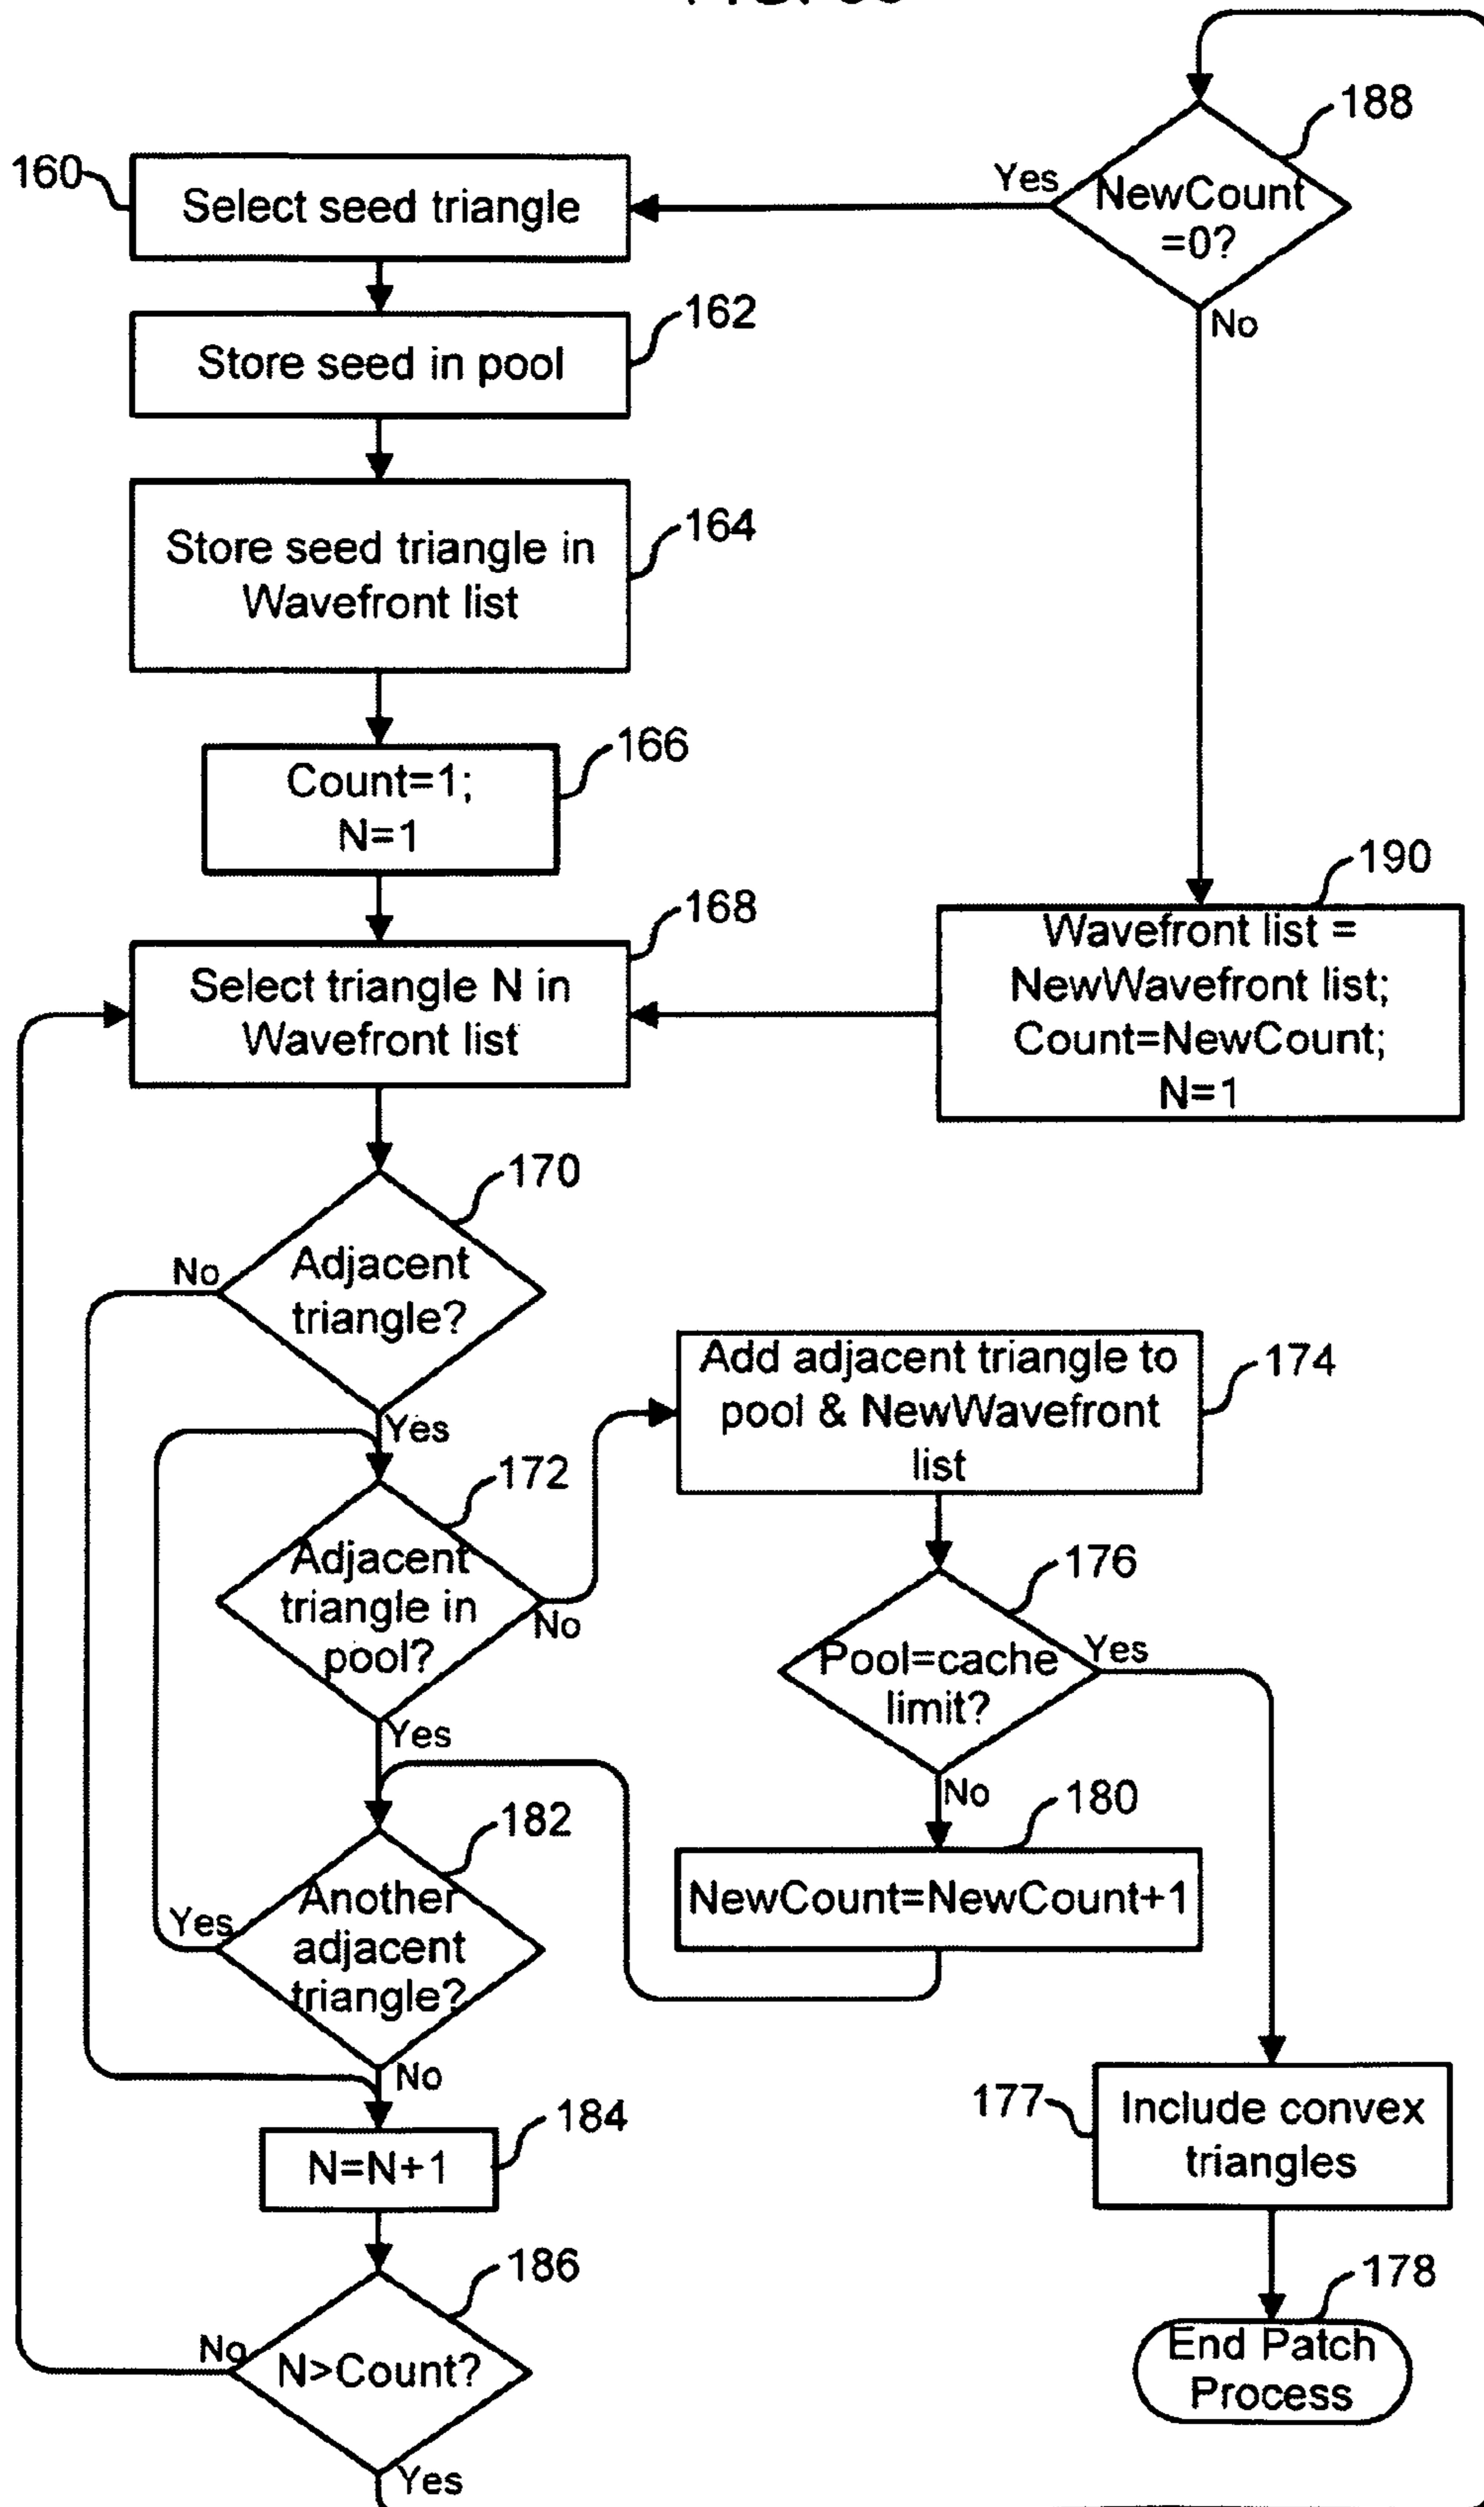 188
160
Select seed triangle
Yes
NewCount
=0?
No
162
Store seed in pool
164
Store seed triangle in
Wavefront list
166
Count=1;
N=1
168
Select triangle N in
Wavefront list
190
Wavefront list =
NewWavefront list;
Count=NewCount;
N=1
170
Adjacent
triangle?
No
Yes
172
Adjacent
triangle in
pool?
No
Yes
174
Add adjacent triangle to
pool & NewWavefront
list
176
Pool=cache
limit?
Yes
No
180
NewCount=NewCount+1
182
Another
adjacent
triangle?
Yes
No
184
N=N+1
177
Include convex
triangles
186
N>Count?
No
Yes
178
End Patch
Process